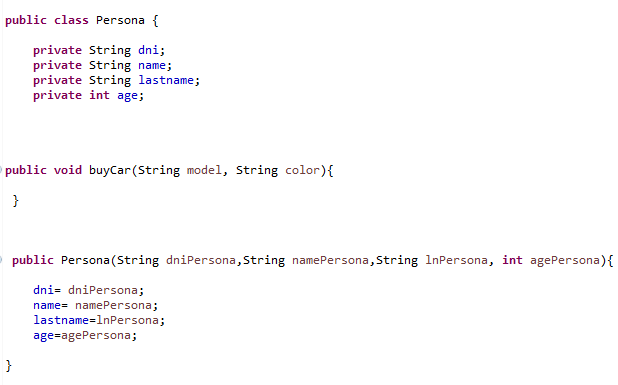 public class Persona {
private String dni;
private String name;
private String lastname;
private int age;
public void buyCar(String model, String color){
}
public Persona(String dniPersona,String namePersona,String lnPersona, int agePersona){
dni= dniPersona;
name= namePersona;
lastname=lnPersona;
age=agePersona;
}